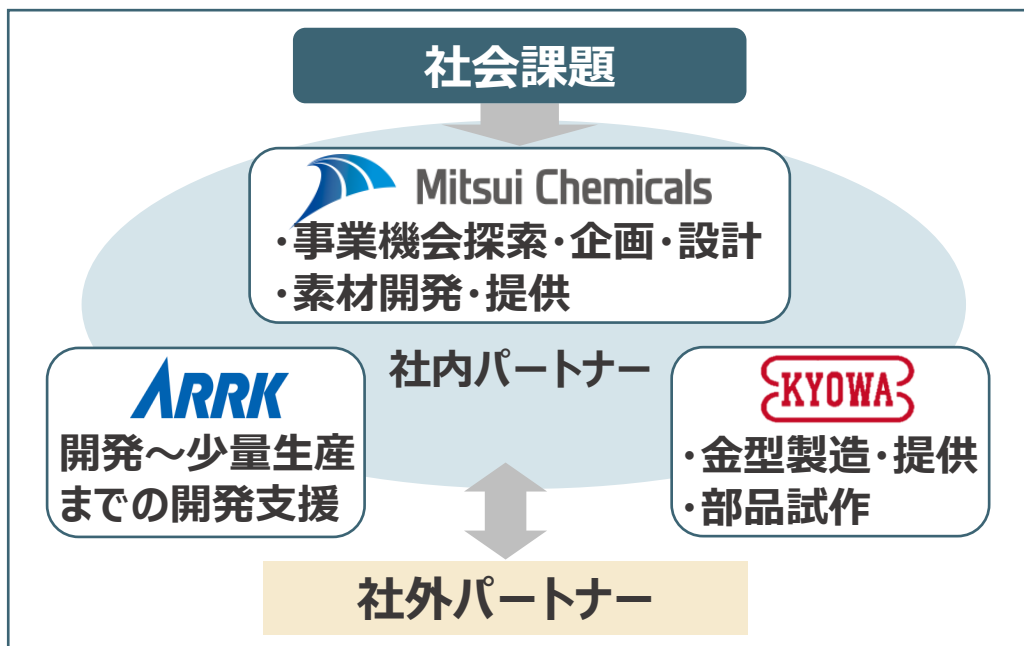 社会課題
Mitsui Chemicals
・事業機会探索・企画・設計
・素材開発・提供
社内パートナー
ARRK
開発～少量生産
までの開発支援
KYOWA
・金型製造・提供
・部品試作
社外パートナー